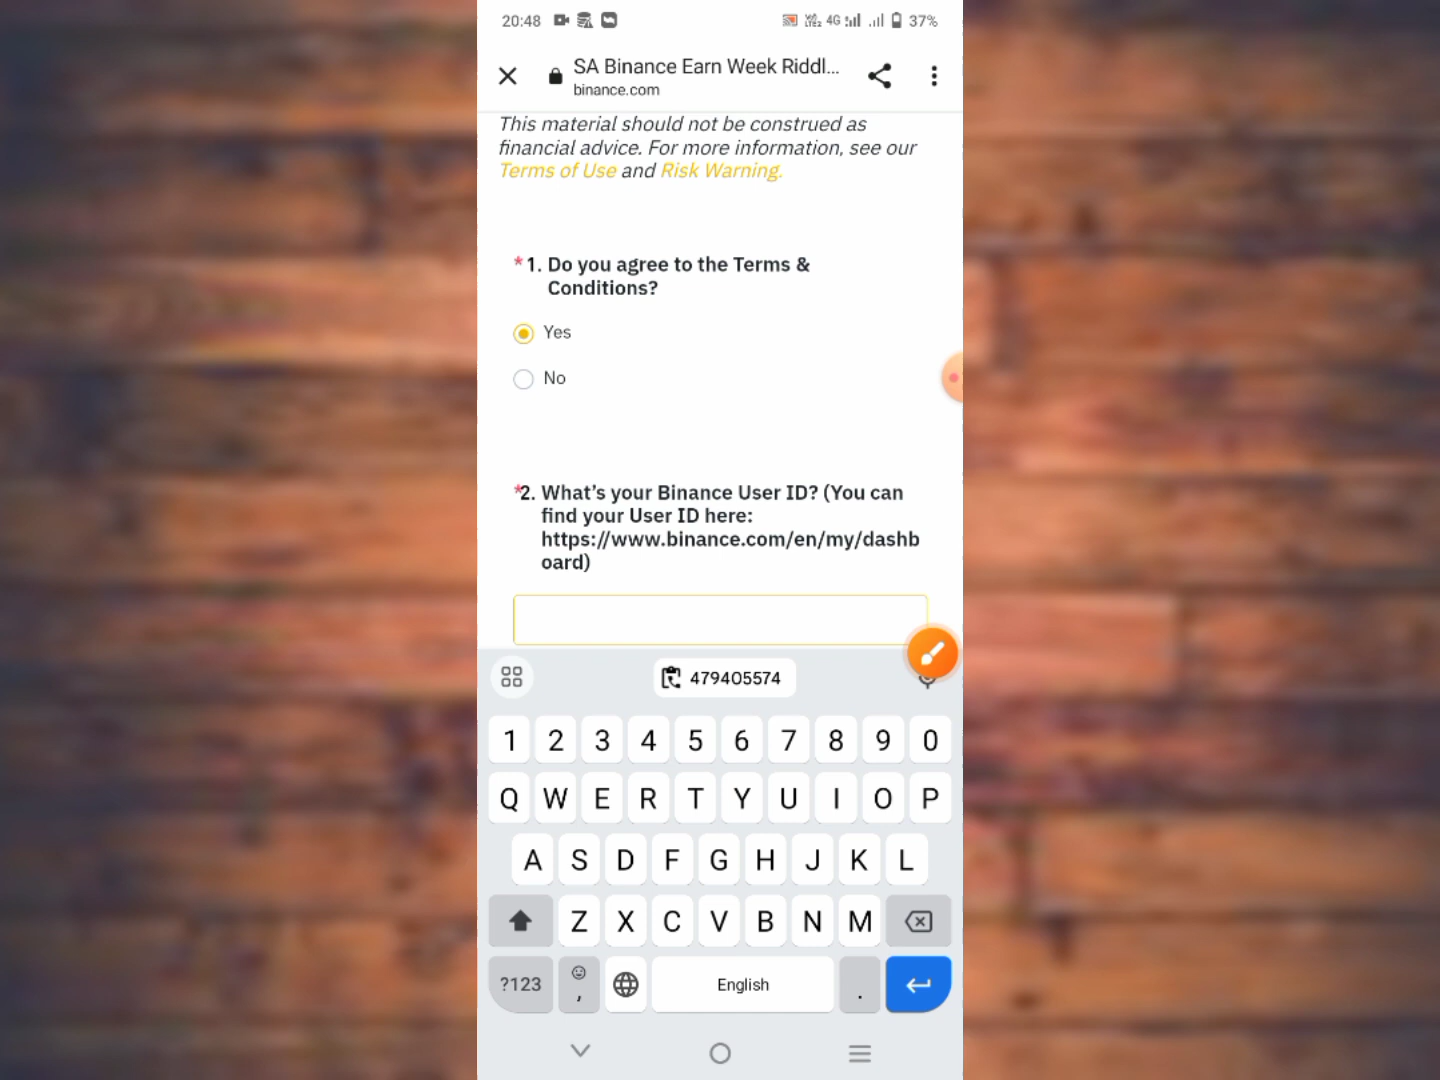 20:48
VO LTE2 4G 37%
SA Binance Earn Week Riddl...
binance.com
This material should not be construed as
financial advice. For more information, see our
Terms of Use and Risk Warning.
* 1. Do you agree to the Terms &
Conditions?
Yes
No
*2. What's your Binance User ID? (You can
find your User ID here:
https://www.binance.com/en/my/dashb
oard)
479405574
1 2 3 4 5 6 7 8 9 0
Q W E R T Y U I O P
A S D F G H J K L
Z X C V B N M
?123 , English .